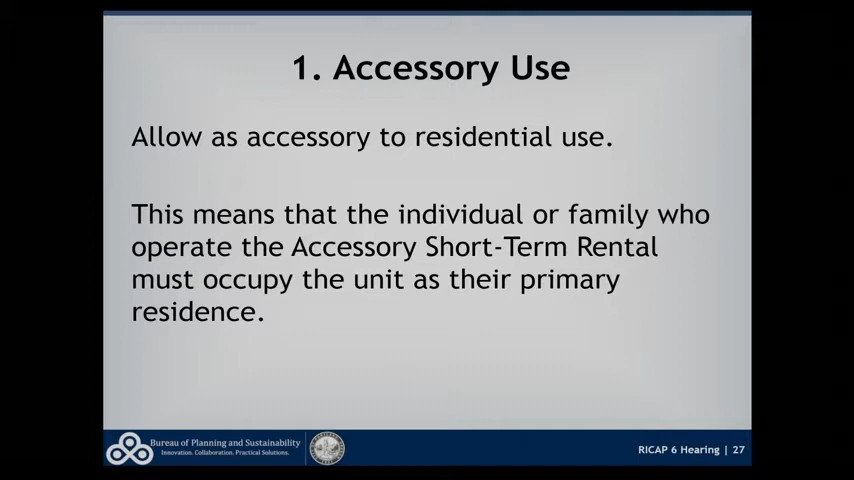 1. Accessory Use
Allow as accessory to residential use.
This means that the individual or family who
operate the Accessory Short-Term Rental
must occupy the unit as their primary
residence.
Bureau of Planning and Sustainability
Innovation. Collaboration. Practical Solutions.
RICAP 6 Hearing | 27